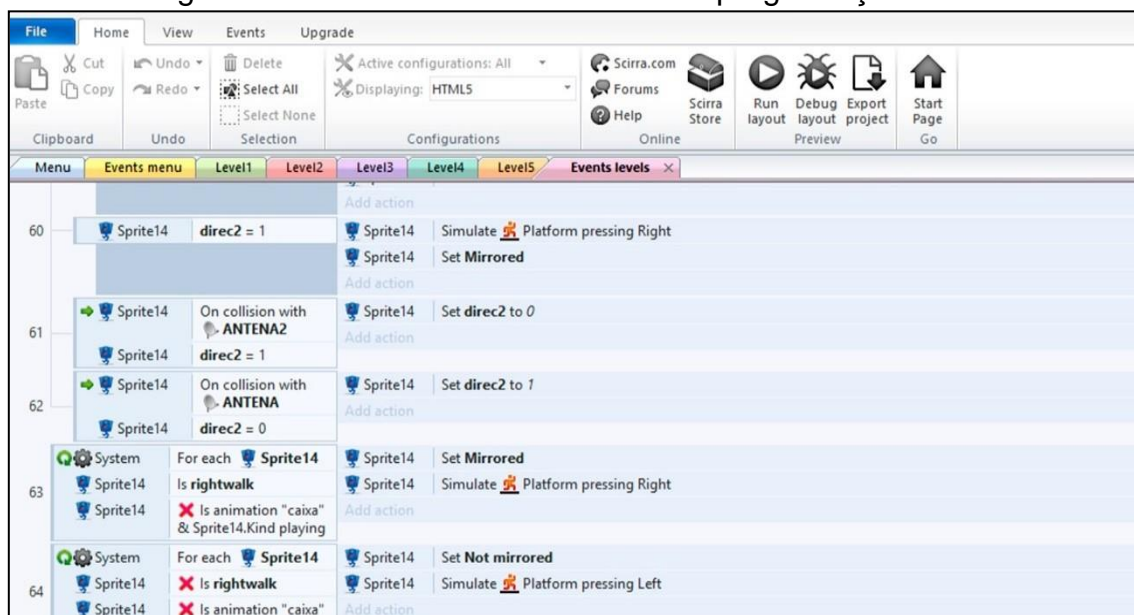 File Home View Events Upgrade
Paste Cut Copy
Clipboard
Undo Redo
Undo
Delete Select All Select None
Selection
Active configurations: All
Displaying: HTML5
Configurations
Scirra.com Forums Help Scirra Store
Online
Run layout Debug layout Export project
Preview
Start Page
Go
Menu Events menu Level1 Level2 Level3 Level4 Level5 Events levels
Add action
60 Sprite14 direc2 = 1 Sprite14 Simulate Platform pressing Right
Sprite14 Set Mirrored
Add action
61 Sprite14 On collision with ANTENA2 Sprite14 Set direc2 to 0
Add action
Sprite14 direc2 = 1
62 Sprite14 On collision with ANTENA Sprite14 Set direc2 to 1
Add action
Sprite14 direc2 = 0
63 System For each Sprite14 Sprite14 Set Mirrored
Sprite14 Is rightwalk Sprite14 Simulate Platform pressing Right
Sprite14 Is animation "caixa" & Sprite14.Kind playing Add action
64 System For each Sprite14 Sprite14 Set Not mirrored
Sprite14 Is rightwalk Sprite14 Simulate Platform pressing Left
Sprite14 Is animation "caixa" Add action